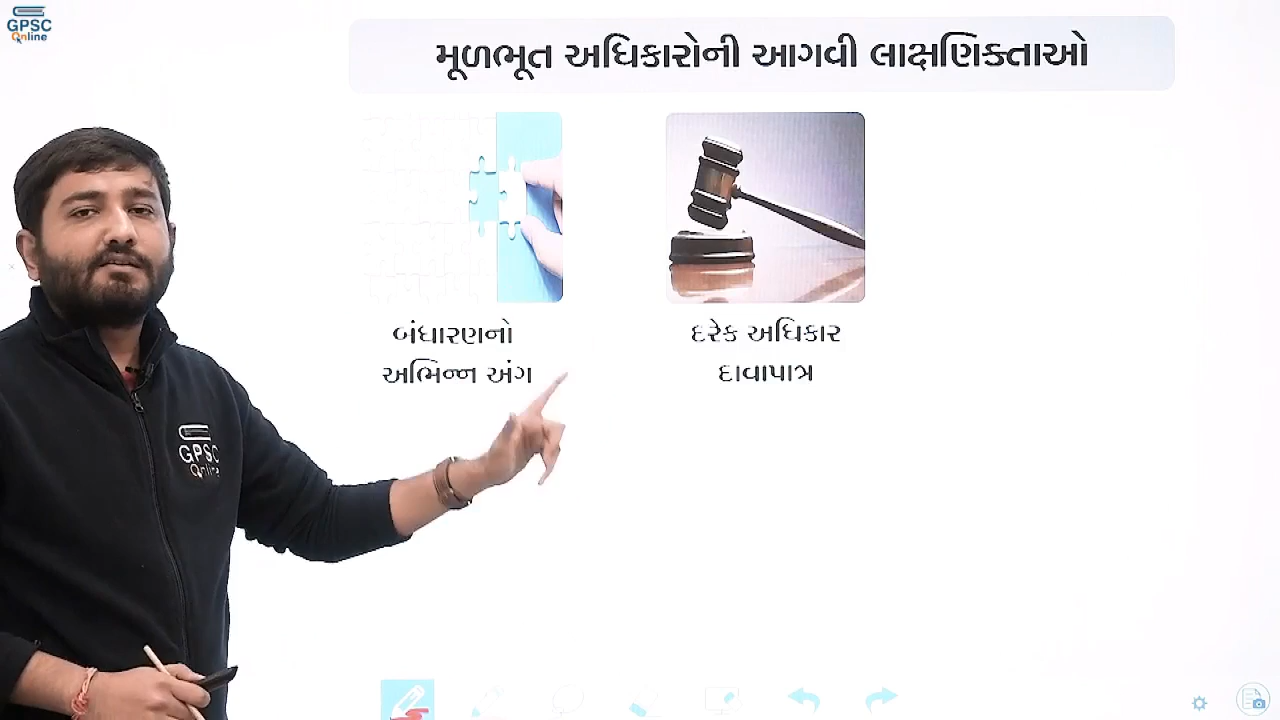 GPSC
Online
મૂળભૂત અધિકારોની આગવી લાક્ષણિક્તાઓ
બંધારણનો
અભિન્ન અંગ
દરેક અધિકાર
દાવાપાત્ર
GPSC
Online